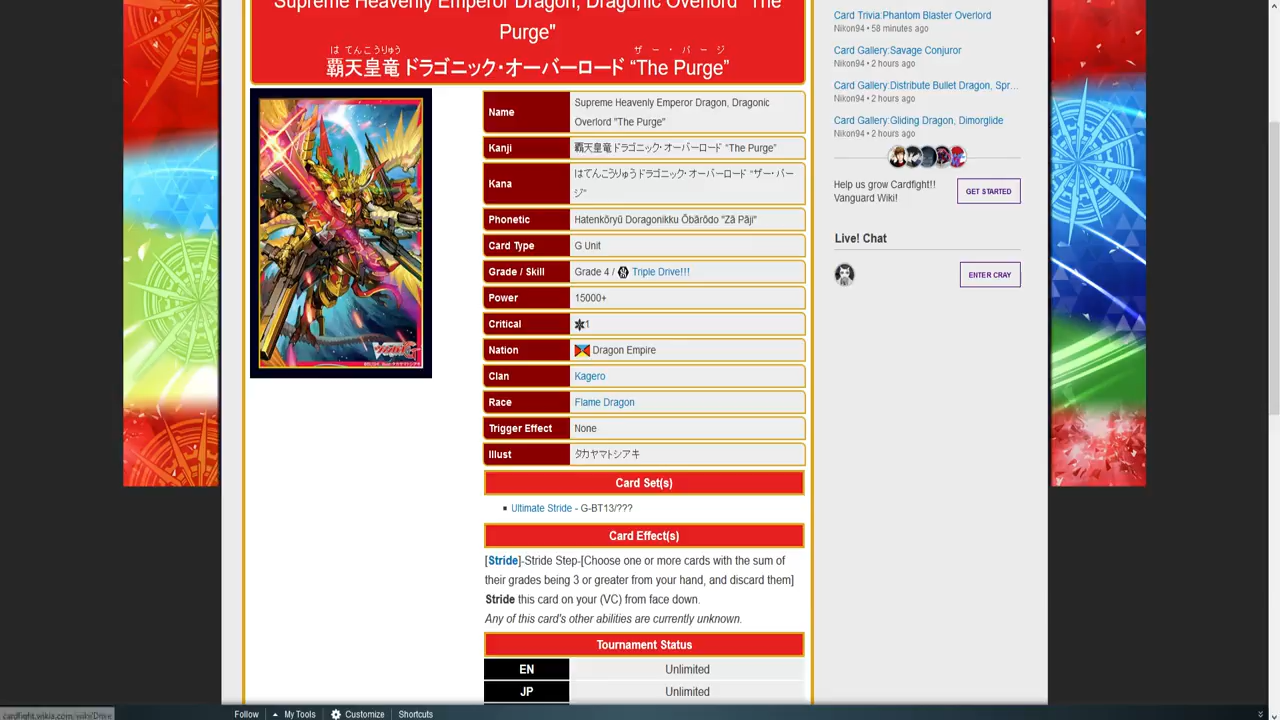 Supreme Heavenly Emperor Dragon, Dragonic Overlord "The
Purge"
は てんこうりゅう ザー・パージ
覇天皇竜 ドラゴニック・オーバーロード “The Purge”
Name
Supreme Heavenly Emperor Dragon, Dragonic
Overlord "The Purge"
Kanji
覇天皇竜 ドラゴニック・オーバーロード “The Purge”
Kana
はてんこうりゅう ドラゴニック・オーバーロード “ザー・パー
ジ”
Phonetic
Hatenkōryū Doragonikku Ōbārōdo "Zā Pāji"
Card Type
G Unit
Grade / Skill
Grade 4 / Triple Drive!!!
Power
15000+
Critical
1
Nation
Dragon Empire
Clan
Kagero
Race
Flame Dragon
Trigger Effect
None
Illust
タカヤマトシアキ
Card Set(s)
Ultimate Stride - G-BT13/???
Card Effect(s)
[Stride]-Stride Step-[Choose one or more cards with the sum of
their grades being 3 or greater from your hand, and discard them]
Stride this card on your (VC) from face down.
Any of this card's other abilities are currently unknown.
Tournament Status
EN
Unlimited
JP
Unlimited
Card Trivia:Phantom Blaster Overlord
Nikon94 • 58 minutes ago
Card Gallery:Savage Conjuror
Nikon94 • 2 hours ago
Card Gallery:Distribute Bullet Dragon, Spr...
Nikon94 • 2 hours ago
Card Gallery:Gliding Dragon, Dimorglide
Nikon94 • 2 hours ago
Help us grow Cardfight!!
Vanguard Wiki!
GET STARTED
Live! Chat
ENTER CRAY
cardfight.wikia.com/wiki/Drive
Follow My Tools Customize Shortcuts